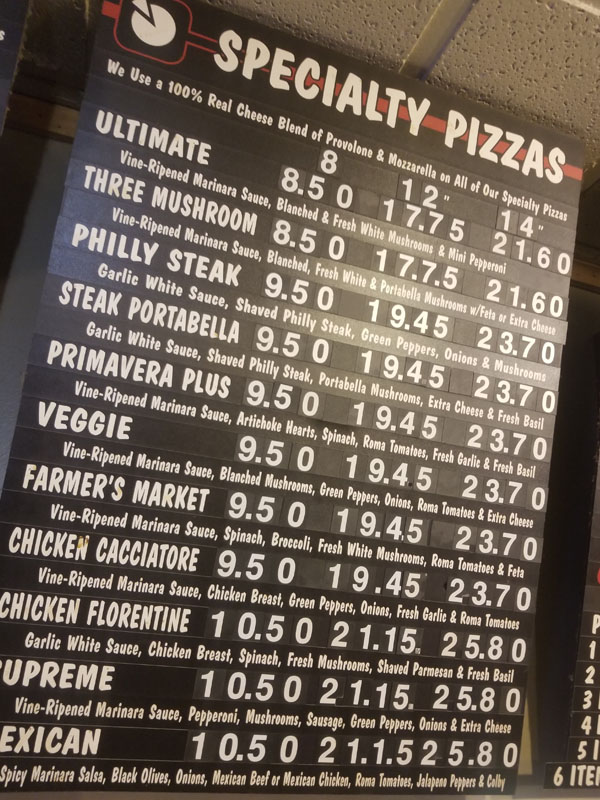 SPECIALTY PIZZAS
We Use a 100% Real Cheese Blend of Provolone & Mozzarella on All of Our Specialty Pizzas
8 12" 14"
ULTIMATE 8.50 17.75 21.60
Vine-Ripened Marinara Sauce, Blanched & Fresh White Mushrooms & Mini Pepperoni
THREE MUSHROOM 8.50 17.75 21.60
Vine-Ripened Marinara Sauce, Blanched, Fresh White & Portabella Mushrooms w/Feta or Extra Cheese
PHILLY STEAK 9.50 19.45 23.70
Garlic White Sauce, Shaved Philly Steak, Green Peppers, Onions & Mushrooms
STEAK PORTABELLA 9.50 19.45 23.70
Garlic White Sauce, Shaved Philly Steak, Portabella Mushrooms, Extra Cheese & Fresh Basil
PRIMAVERA PLUS 9.50 19.45 23.70
Vine-Ripened Marinara Sauce, Artichoke Hearts, Spinach, Roma Tomatoes, Fresh Garlic & Fresh Basil
VEGGIE 9.50 19.45 23.70
Vine-Ripened Marinara Sauce, Blanched Mushrooms, Green Peppers, Onions, Roma Tomatoes & Extra Cheese
FARMER'S MARKET 9.50 19.45 23.70
Vine-Ripened Marinara Sauce, Spinach, Broccoli, Fresh White Mushrooms, Roma Tomatoes & Feta
CHICKEN CACCIATORE 9.50 19.45 23.70
Vine-Ripened Marinara Sauce, Chicken Breast, Green Peppers, Onions, Fresh Garlic & Roma Tomatoes
CHICKEN FLORENTINE 10.50 21.15 25.80
Garlic White Sauce, Chicken Breast, Spinach, Fresh Mushrooms, Shaved Parmesan & Fresh Basil
UPREME 10.50 21.15 25.80
Vine-Ripened Marinara Sauce, Pepperoni, Mushrooms, Sausage, Green Peppers, Onions & Extra Cheese
EXICAN 10.50 21.15 25.80
Spicy Marinara Salsa, Black Olives, Onions, Mexican Beef or Mexican Chicken, Roma Tomatoes, Jalapeno Peppers & Colby
P
1
2
3
4
5
6 ITE